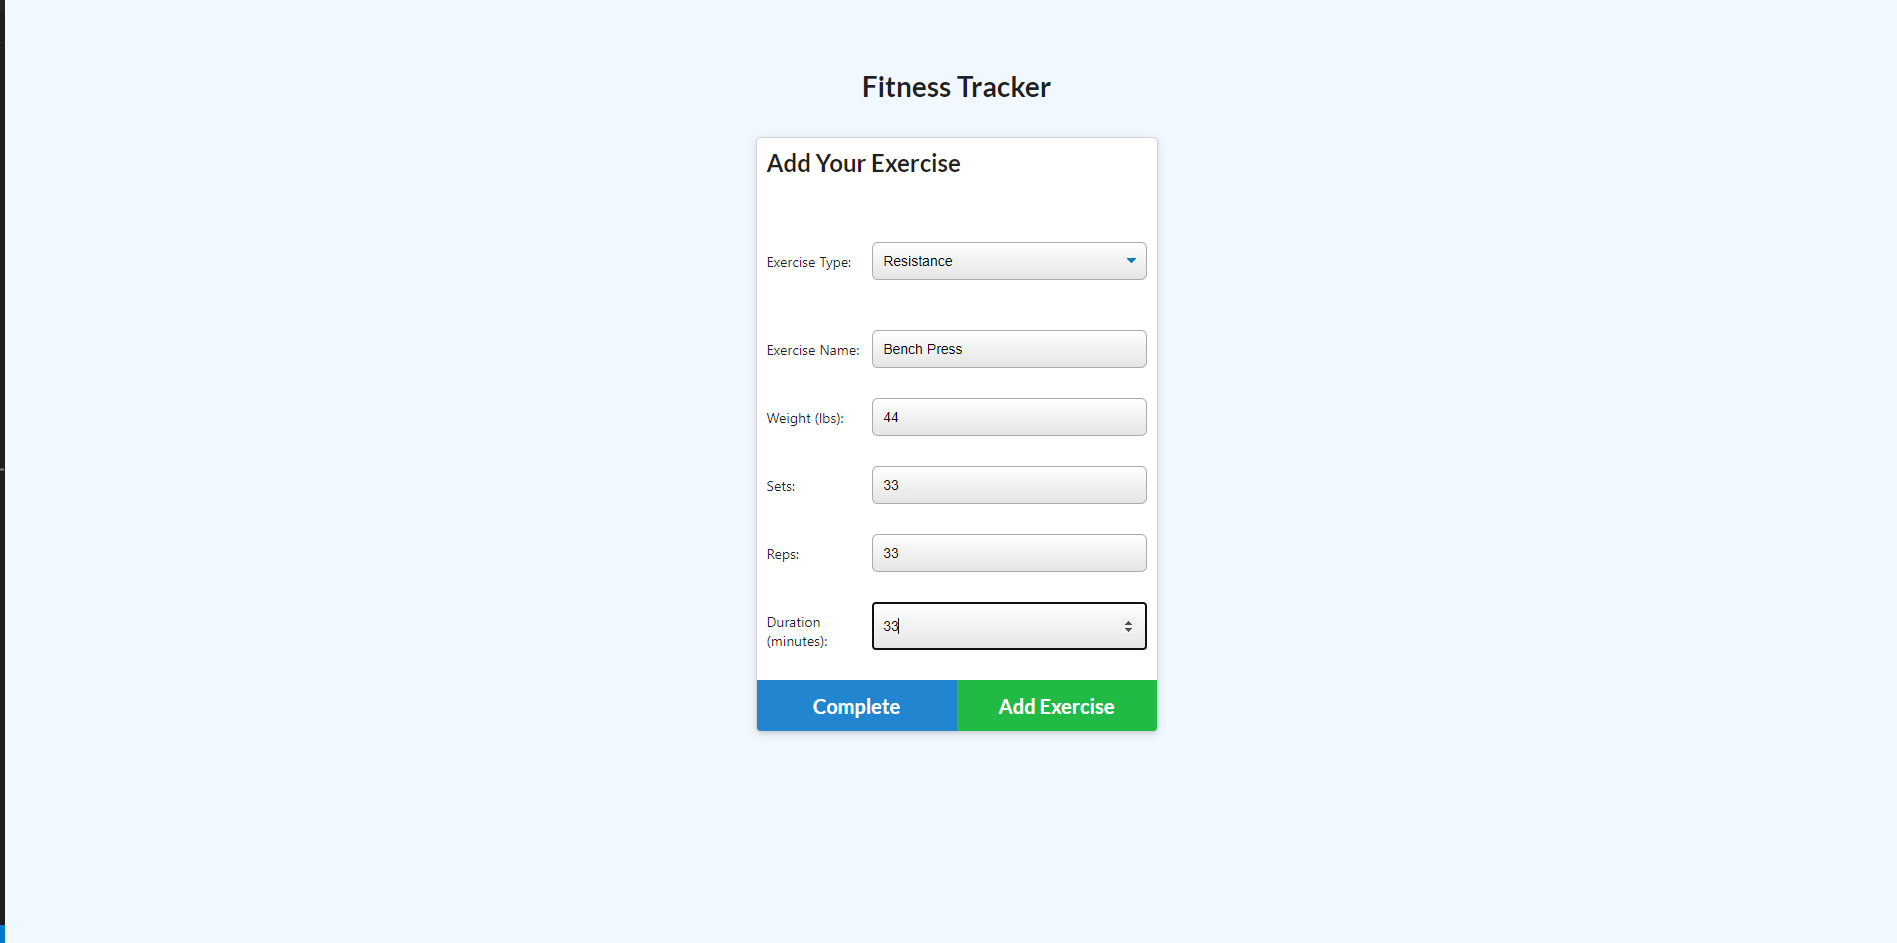 Fitness Tracker
Add Your Exercise
Exercise Type: Resistance
Exercise Name: Bench Press
Weight (lbs): 44
Sets: 33
Reps: 33
Duration
(minutes): 33
Complete Add Exercise